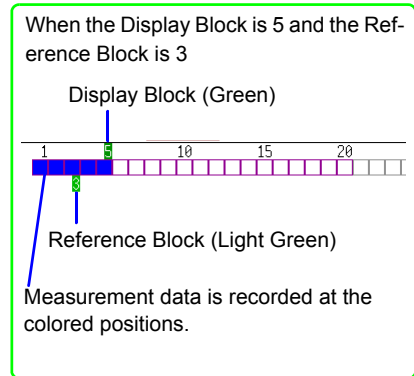 When the Display Block is 5 and the Ref-
erence Block is 3
Display Block (Green)
1 5 10 15 20
3
Reference Block (Light Green)
Measurement data is recorded at the
colored positions.